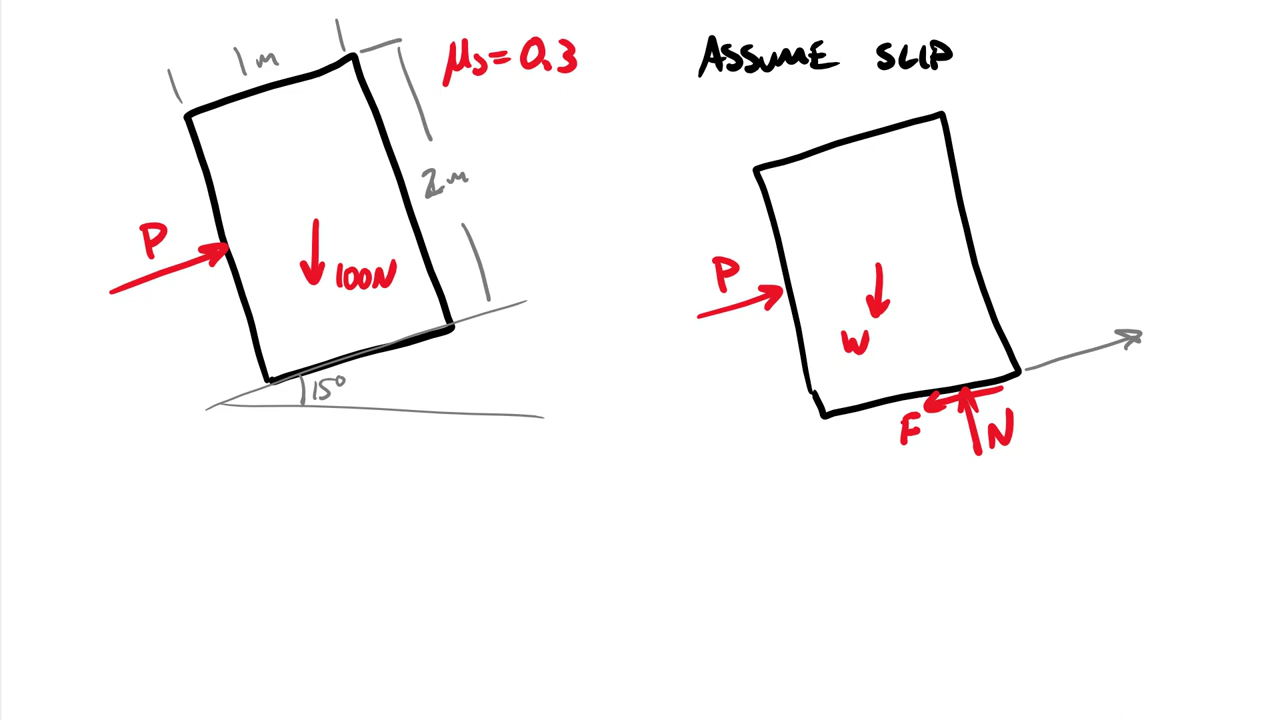 1m
μs = 0.3
2m
P
100N
15°
ASSUME SLIP
P
W
F
N